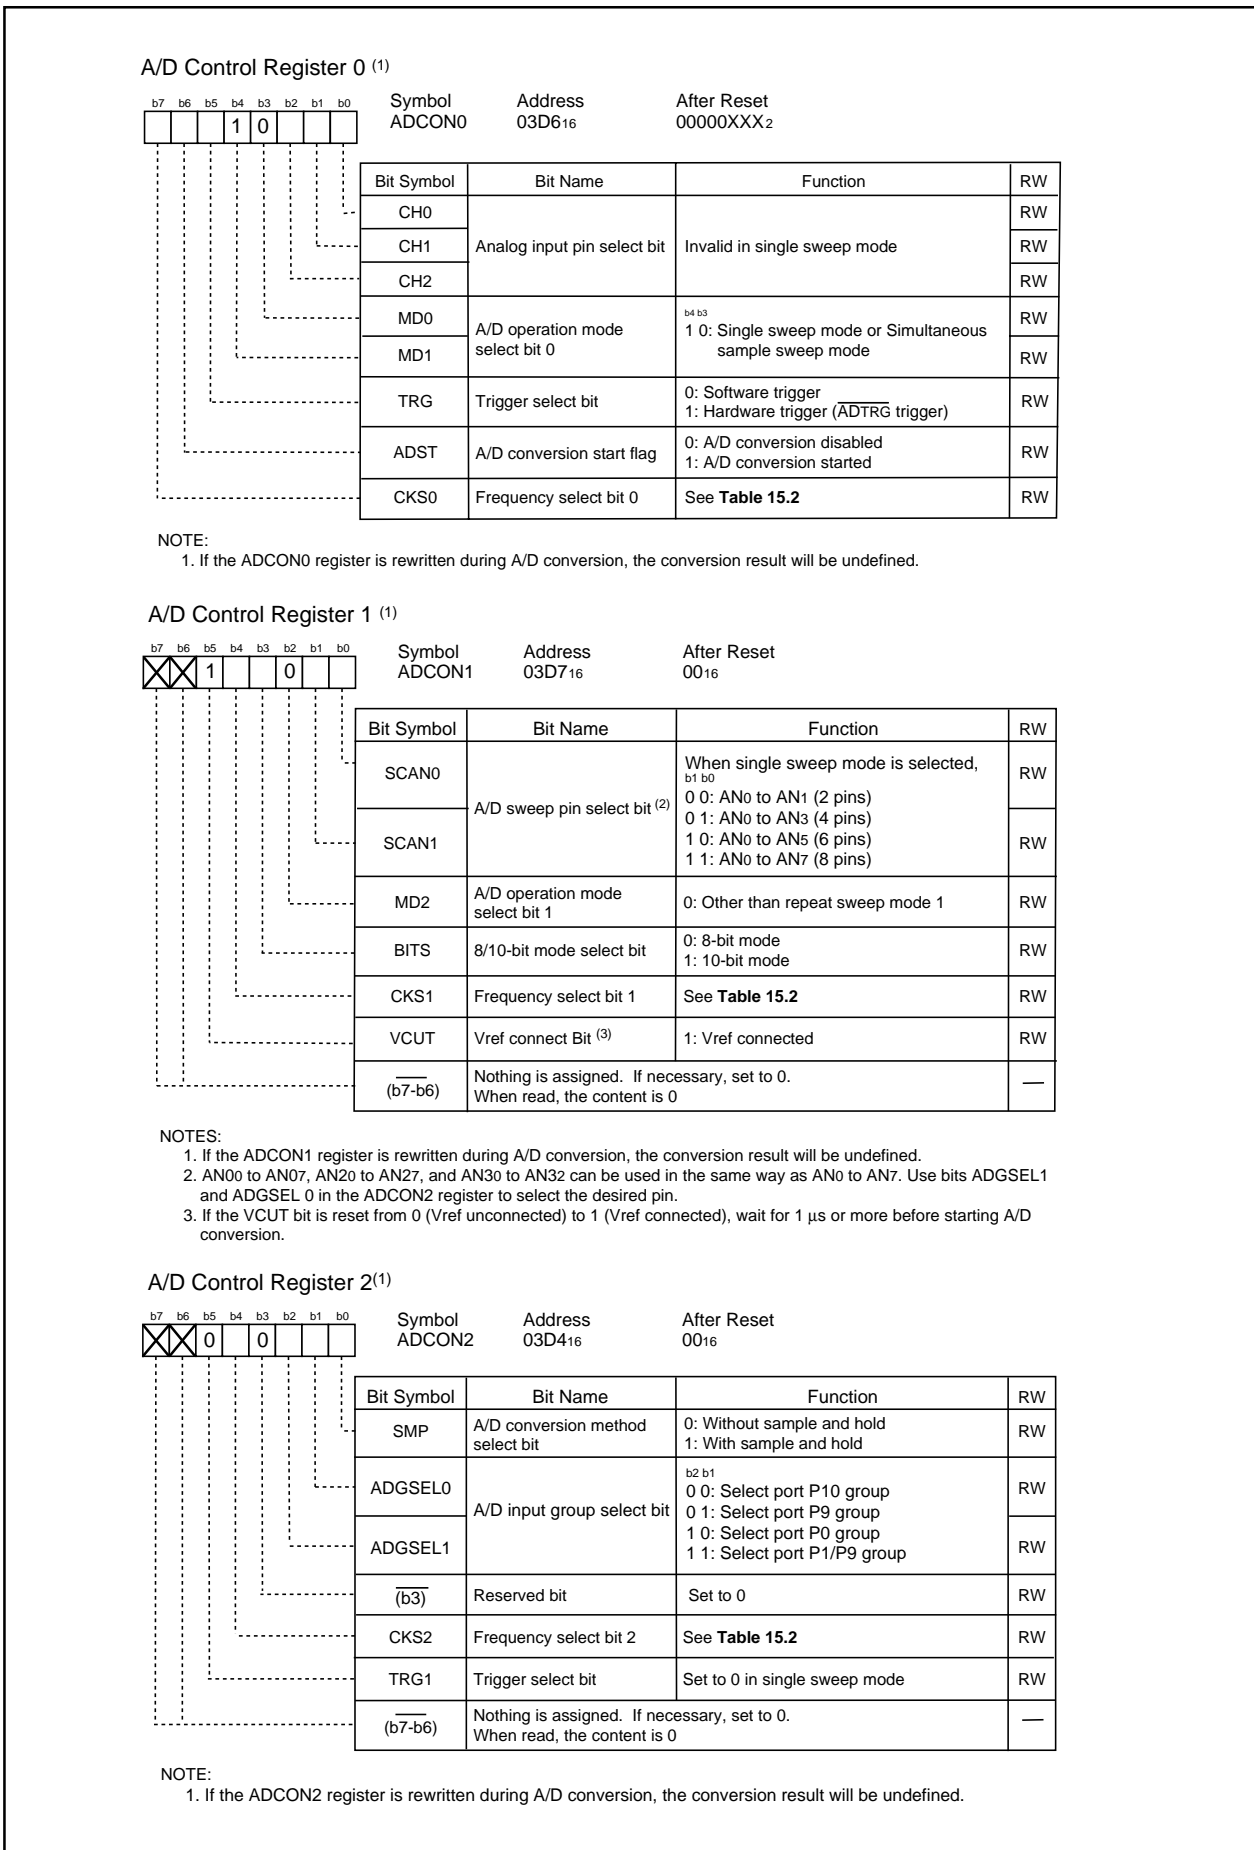 A/D Control Register 0 (1)
b7 b6 b5 b4 b3 b2 b1 b0
Symbol Address After Reset
1 0
ADCON0 03D616 00000XXX2
Bit Symbol Bit Name Function RW
CH0 RW
CH1 Analog input pin select bit Invalid in single sweep mode RW
CH2 RW
MD0 RW
A/D operation mode
select bit 0
b4 b3
1 0: Single sweep mode or Simultaneous
sample sweep mode
MD1 RW
TRG Trigger select bit RW
0: Software trigger
1: Hardware trigger (ADTRG trigger)
ADST A/D conversion start flag RW
0: A/D conversion disabled
1: A/D conversion started
CKS0 Frequency select bit 0 See Table 15.2 RW
NOTE:
1. If the ADCON0 register is rewritten during A/D conversion, the conversion result will be undefined.
A/D Control Register 1 (1)
b7 b6 b5 b4 b3 b2 b1 b0
Symbol Address After Reset
1 0
ADCON1 03D716 0016
Bit Symbol Bit Name Function RW
SCAN0 RW
A/D sweep pin select bit (2)
When single sweep mode is selected,
b1 b0
0 0: AN0 to AN1 (2 pins)
0 1: AN0 to AN3 (4 pins)
1 0: AN0 to AN5 (6 pins)
1 1: AN0 to AN7 (8 pins)
SCAN1 RW
MD2 RW
A/D operation mode
select bit 1
0: Other than repeat sweep mode 1
BITS 8/10-bit mode select bit RW
0: 8-bit mode
1: 10-bit mode
CKS1 Frequency select bit 1 See Table 15.2 RW
VCUT Vref connect Bit (3) 1: Vref connected RW
(b7-b6) —
Nothing is assigned. If necessary, set to 0.
When read, the content is 0
NOTES:
1. If the ADCON1 register is rewritten during A/D conversion, the conversion result will be undefined.
2. AN00 to AN07, AN20 to AN27, and AN30 to AN32 can be used in the same way as AN0 to AN7. Use bits ADGSEL1
and ADGSEL 0 in the ADCON2 register to select the desired pin.
3. If the VCUT bit is reset from 0 (Vref unconnected) to 1 (Vref connected), wait for 1 μs or more before starting A/D
conversion.
A/D Control Register 2(1)
b7 b6 b5 b4 b3 b2 b1 b0
Symbol Address After Reset
0 0
ADCON2 03D416 0016
Bit Symbol Bit Name Function RW
SMP RW
A/D conversion method
select bit
0: Without sample and hold
1: With sample and hold
ADGSEL0 RW
A/D input group select bit
b2 b1
0 0: Select port P10 group
0 1: Select port P9 group
1 0: Select port P0 group
1 1: Select port P1/P9 group
ADGSEL1 RW
(b3) Reserved bit Set to 0 RW
CKS2 Frequency select bit 2 See Table 15.2 RW
TRG1 Trigger select bit Set to 0 in single sweep mode RW
(b7-b6) —
Nothing is assigned. If necessary, set to 0.
When read, the content is 0
NOTE:
1. If the ADCON2 register is rewritten during A/D conversion, the conversion result will be undefined.